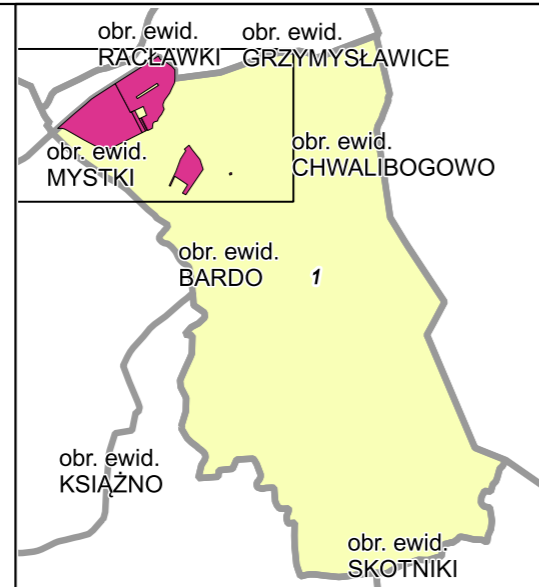 obr. ewid.
RACŁAWKI
obr. ewid.
GRZYMYSŁAWICE
obr. ewid.
MYSTKI
obr. ewid.
CHWALIBOGOWO
obr. ewid.
BARDO
1
obr. ewid.
KSIĄŻNO
obr. ewid.
SKOTNIKI